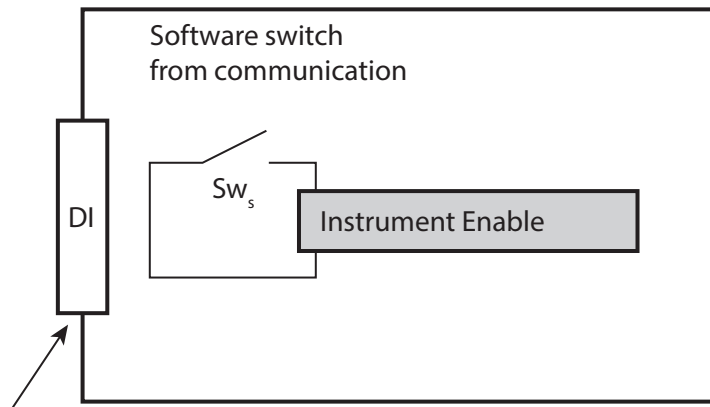 Software switch
from communication
Sw_s
DI
Instrument Enable